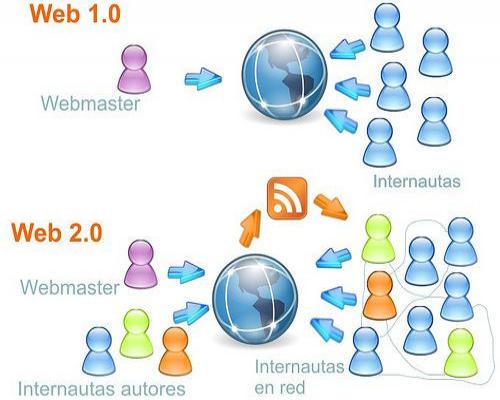 Web 1.0
Webmaster
Internautas
Web 2.0
Webmaster
Internautas autores
Internautas
en red